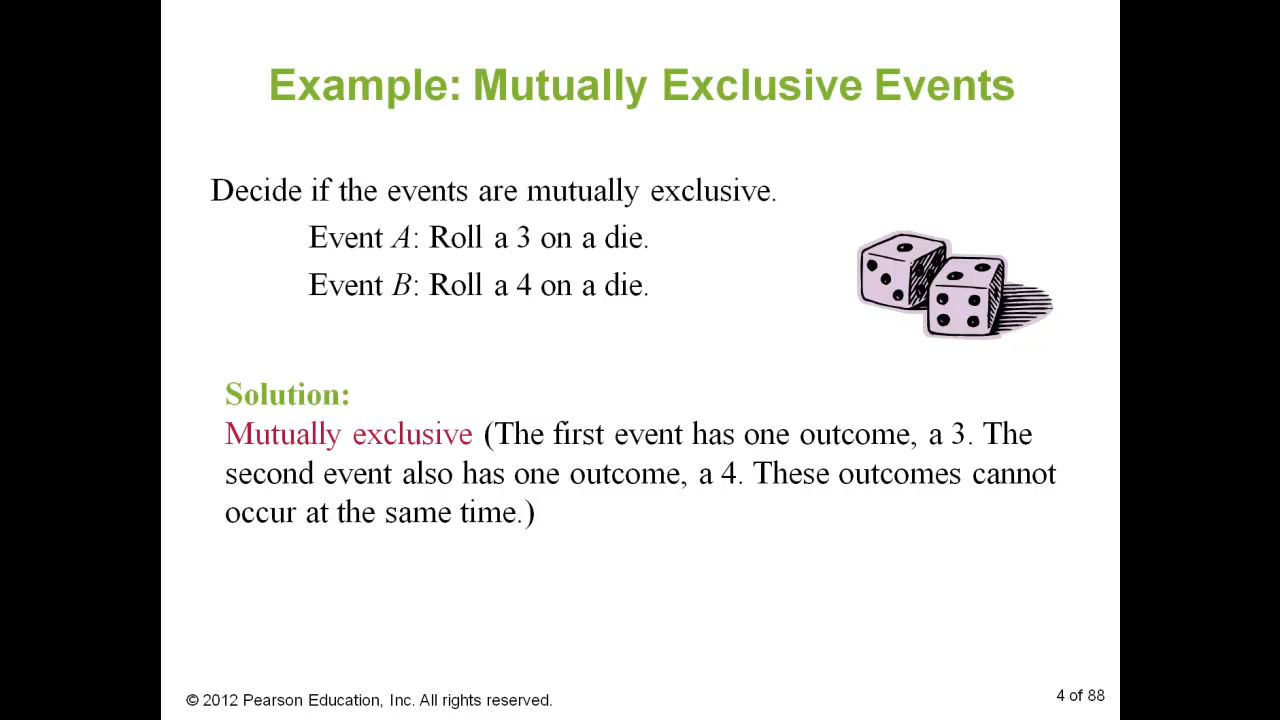 Example: Mutually Exclusive Events
Decide if the events are mutually exclusive.
Event A: Roll a 3 on a die.
Event B: Roll a 4 on a die.
Solution:
Mutually exclusive (The first event has one outcome, a 3. The
second event also has one outcome, a 4. These outcomes cannot
occur at the same time.)
© 2012 Pearson Education, Inc. All rights reserved.
4 of 88